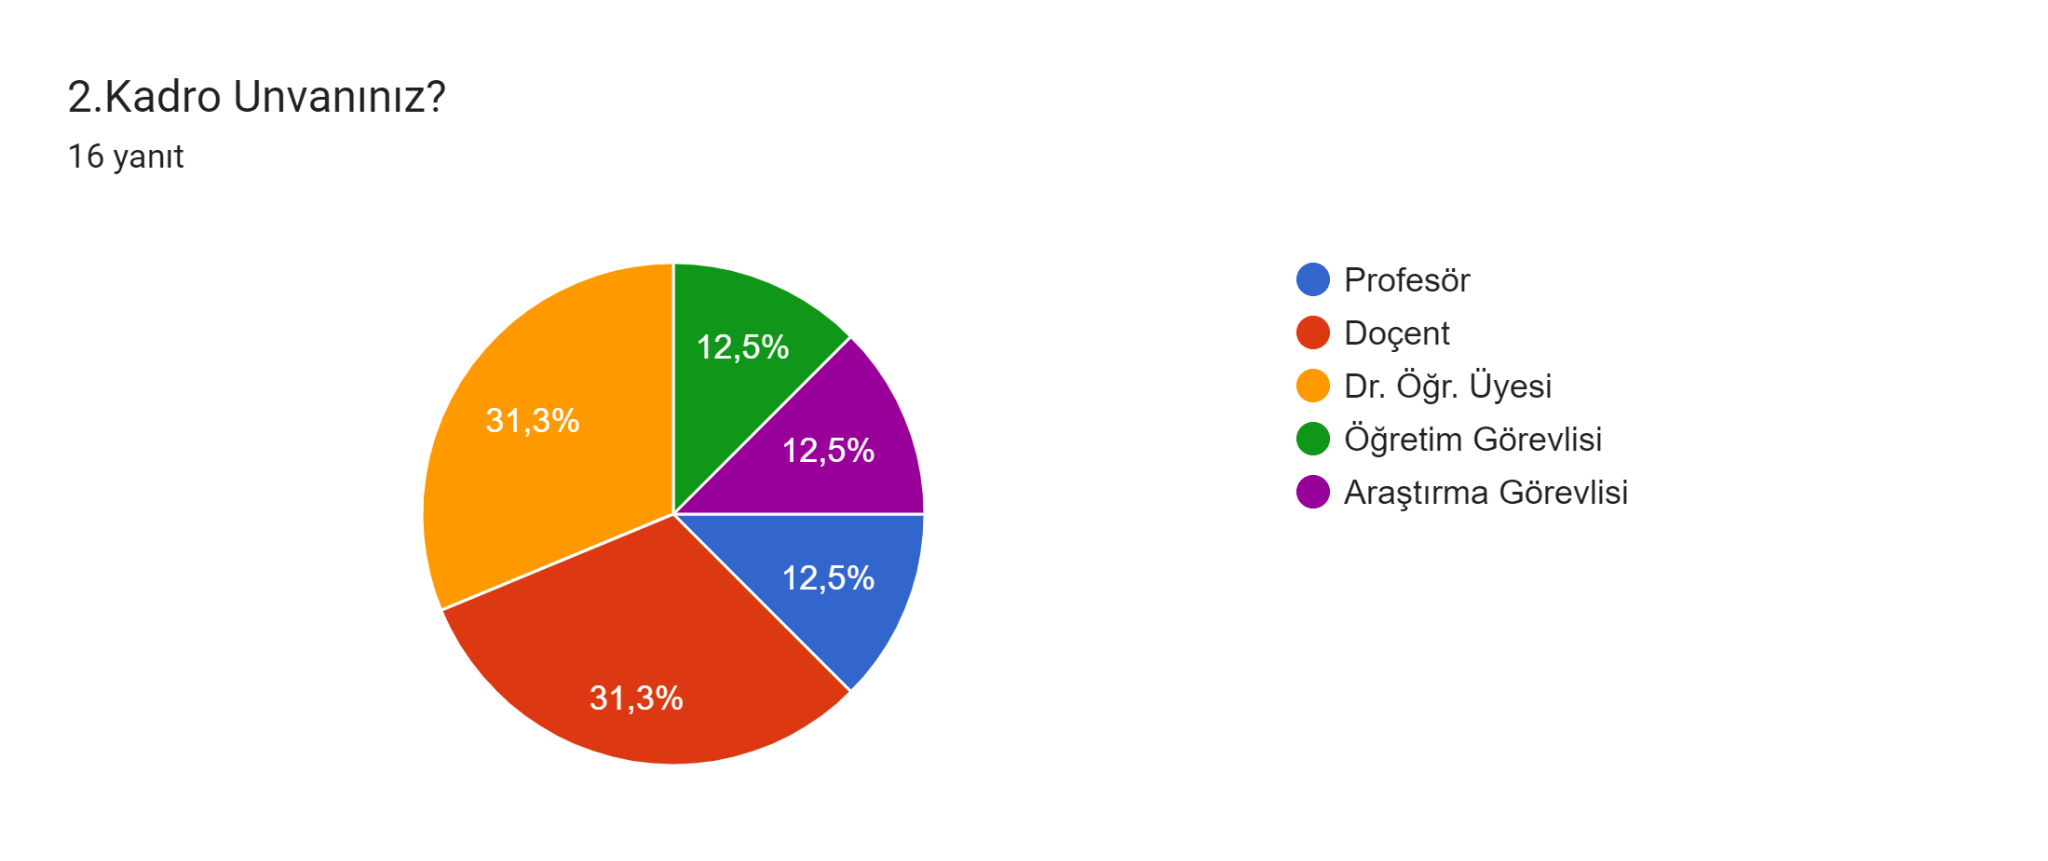 2.Kadro Unvanınız?
16 yanıt
12,5%
31,3%
12,5%
12,5%
31,3%
Profesör
Doçent
Dr. Öğr. Üyesi
Öğretim Görevlisi
Araştırma Görevlisi